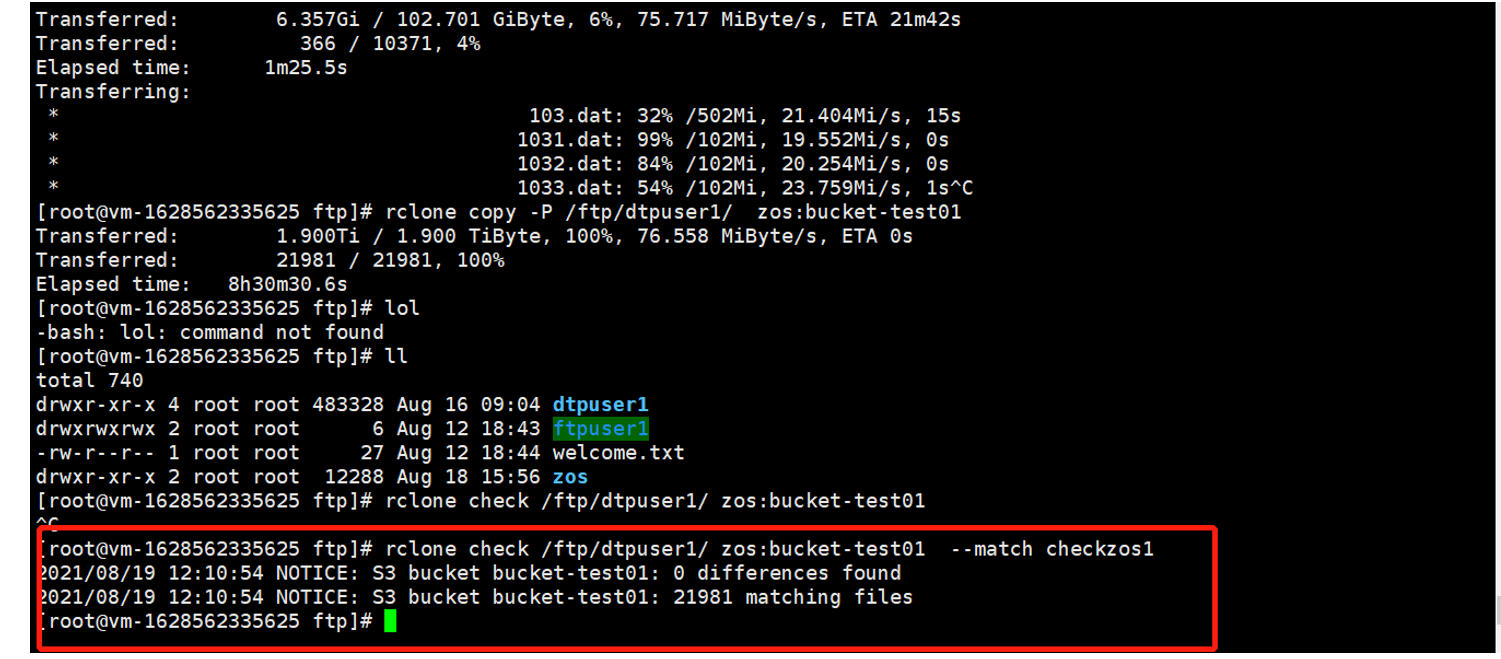 Transferred:        6.357Gi / 102.701 GiByte, 6%, 75.717 MiByte/s, ETA 21m42s
Transferred:          366 / 10371, 4%
Elapsed time:      1m25.5s
Transferring:
 *                                       103.dat: 32% /502Mi, 21.404Mi/s, 15s
 *                                      1031.dat: 99% /102Mi, 19.552Mi/s, 0s
 *                                      1032.dat: 84% /102Mi, 20.254Mi/s, 0s
 *                                      1033.dat: 54% /102Mi, 23.759Mi/s, 1s^C
[root@vm-1628562335625 ftp]# rclone copy -P /ftp/dtpuser1/  zos:bucket-test01
Transferred:        1.900Ti / 1.900 TiByte, 100%, 76.558 MiByte/s, ETA 0s
Transferred:        21981 / 21981, 100%
Elapsed time:   8h30m30.6s
[root@vm-1628562335625 ftp]# lol
-bash: lol: command not found
[root@vm-1628562335625 ftp]# ll
total 740
drwxr-xr-x 4 root root 483328 Aug 16 09:04 dtpuser1
drwxrwxrwx 2 root root      6 Aug 12 18:43 ftpuser1
-rw-r--r-- 1 root root     27 Aug 12 18:44 welcome.txt
drwxr-xr-x 2 root root  12288 Aug 18 15:56 zos
[root@vm-1628562335625 ftp]# rclone check /ftp/dtpuser1/ zos:bucket-test01
^C
[root@vm-1628562335625 ftp]# rclone check /ftp/dtpuser1/ zos:bucket-test01  --match checkzos1
2021/08/19 12:10:54 NOTICE: S3 bucket bucket-test01: 0 differences found
2021/08/19 12:10:54 NOTICE: S3 bucket bucket-test01: 21981 matching files
[root@vm-1628562335625 ftp]#